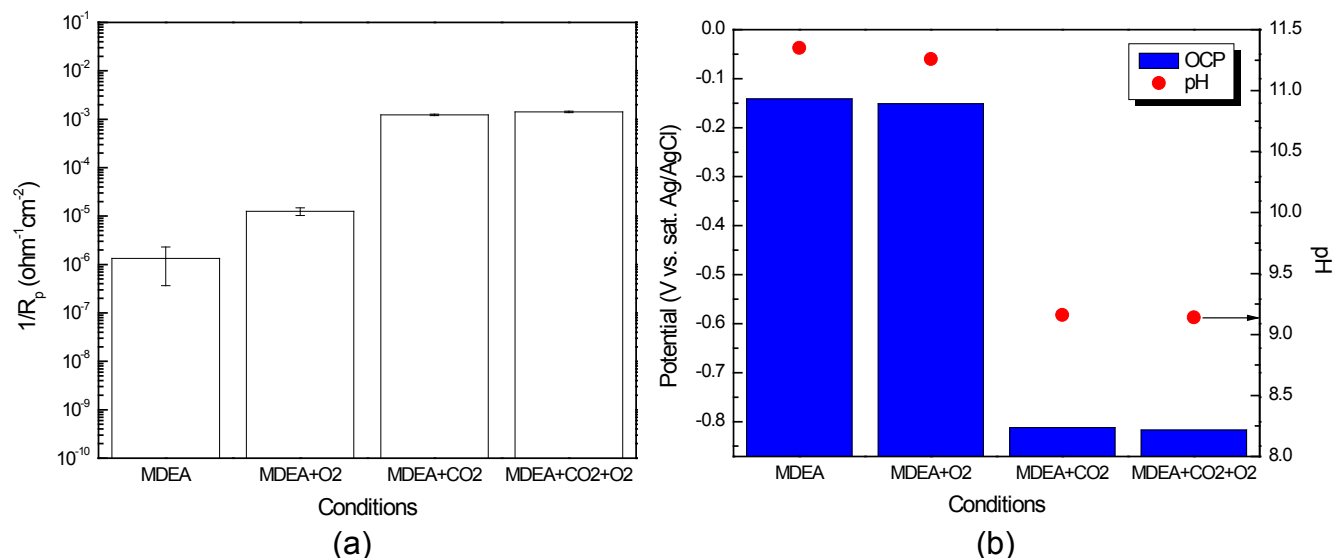 10^-1
10^-2
10^-3
10^-4
10^-5
10^-6
10^-7
10^-8
10^-9
10^-10
1/R_p (ohm^-1cm^-2)
MDEA MDEA+O2 MDEA+CO2 MDEA+CO2+O2
Conditions
(a)
0.0
-0.1
-0.2
-0.3
-0.4
-0.5
-0.6
-0.7
-0.8
Potential (V vs. sat. Ag/AgCl)
OCP
pH
11.5
11.0
10.5
10.0
9.5
9.0
8.5
8.0
pH
MDEA MDEA+O2 MDEA+CO2 MDEA+CO2+O2
Conditions
(b)